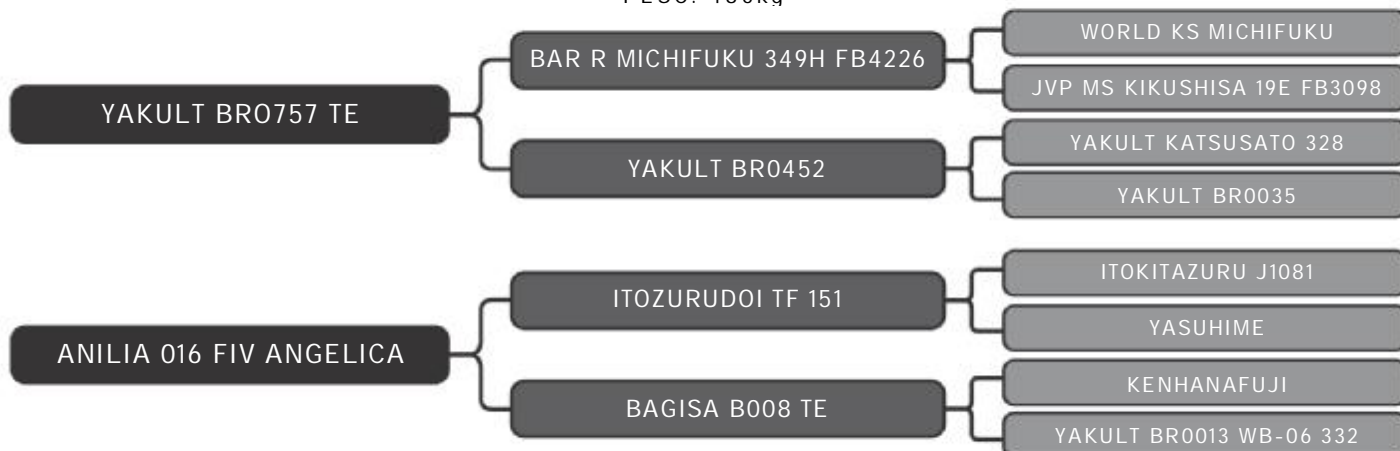 BAR R MICHIFUKU 349H FB4226
WORLD KS MICHIFUKU
JVP MS KIKUSHISA 19E FB3098
YAKULT BRO757 TE
YAKULT BR0452
YAKULT KATSUSATO 328
YAKULT BR0035
ITOZURUDOI TF 151
ITOKITAZURU J1081
YASUHIME
ANILIA 016 FIV ANGELICA
BAGISA B008 TE
KENHANAFUJI
YAKULT BR0013 WB-06 332